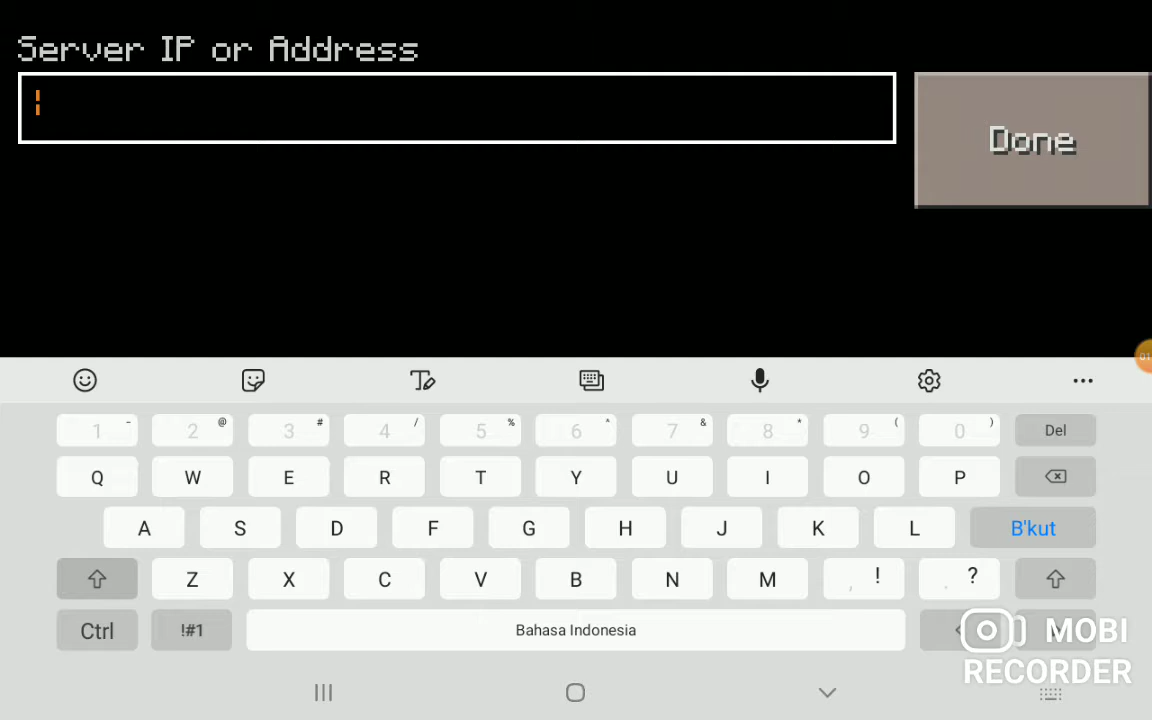 Server IP or Address
Done
01
1 - 2 @ 3 # 4 / 5 % 6 ^ 7 & 8 * 9 ( 0 ) Del
Q W E R T Y U I O P
A S D F G H J K L B'kut
Z X C V B N M , ! . ?
Ctrl !#1 Bahasa Indonesia
MOBI
RECORDER